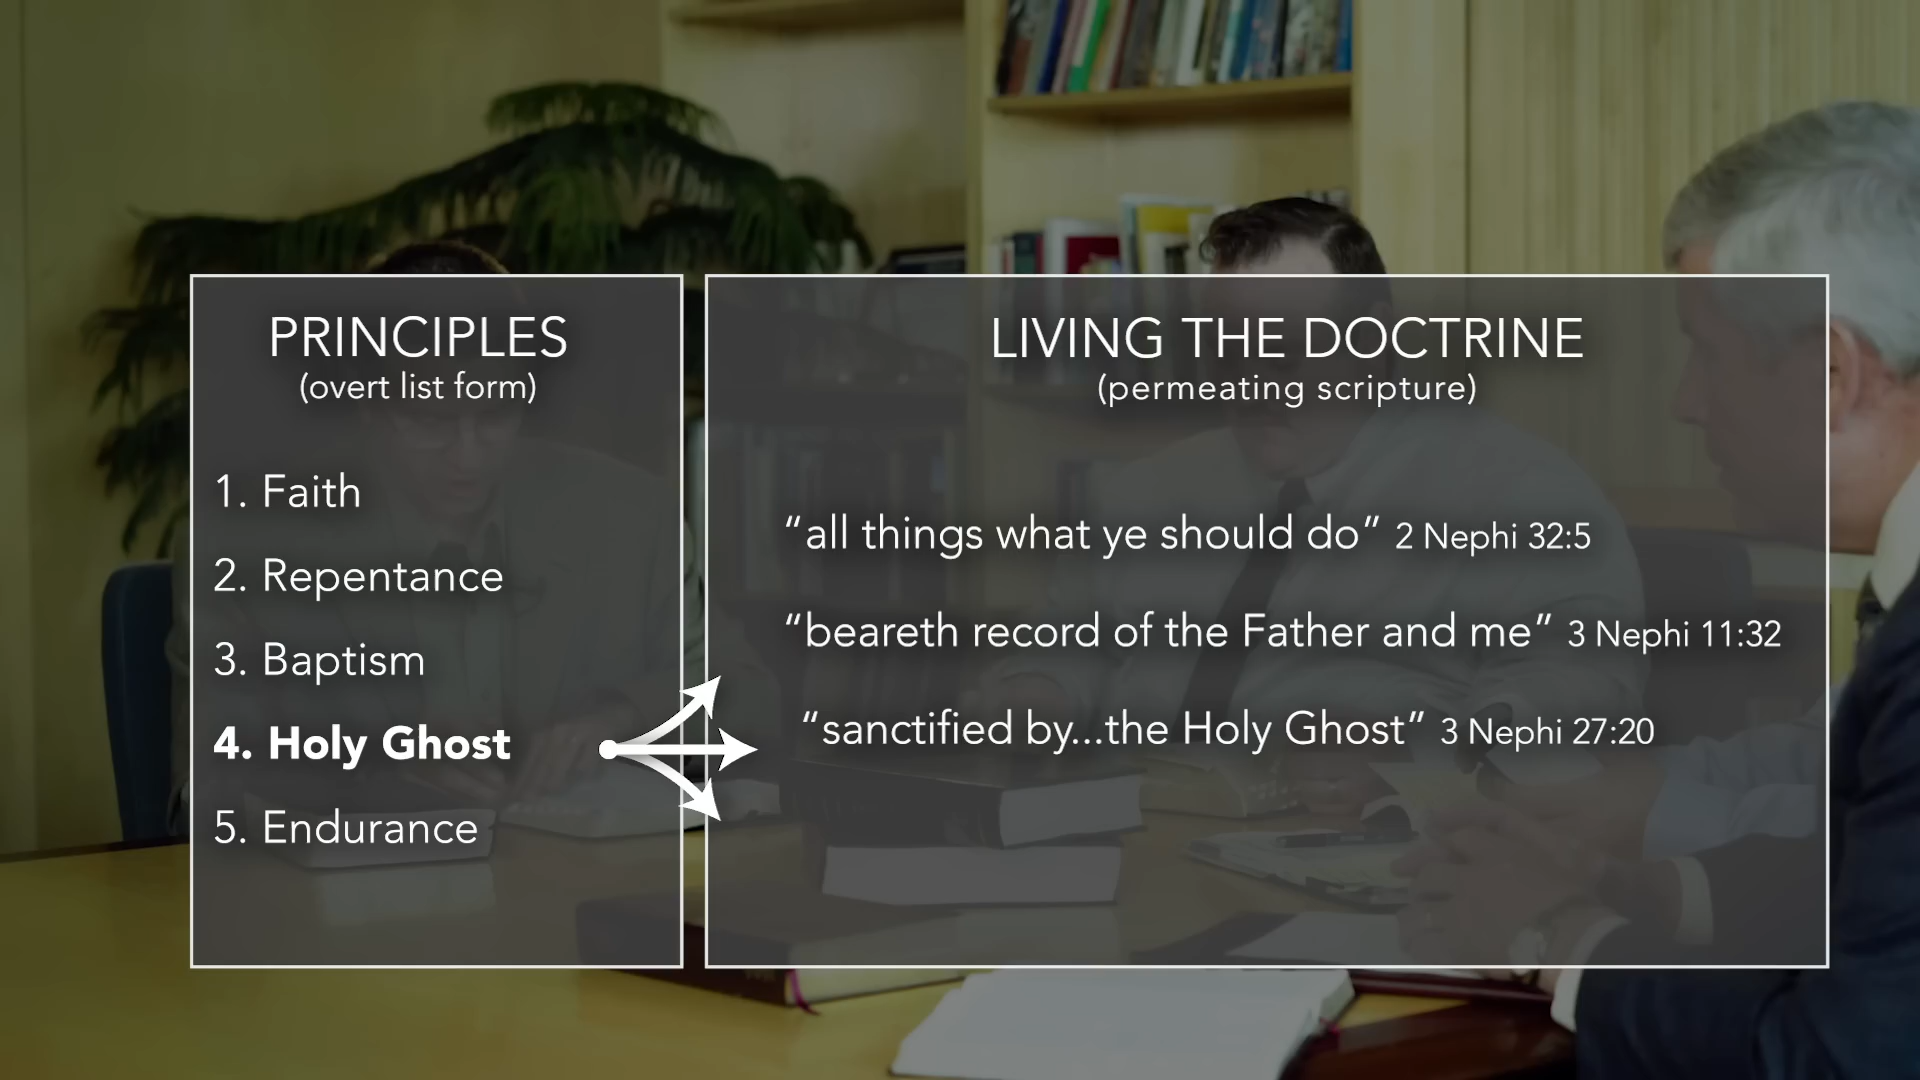 PRINCIPLES
(overt list form)
1. Faith
2. Repentance
3. Baptism
4. Holy Ghost
5. Endurance
LIVING THE DOCTRINE
(permeating scripture)
“all things what ye should do” 2 Nephi 32:5
“beareth record of the Father and me” 3 Nephi 11:32
“sanctified by...the Holy Ghost” 3 Nephi 27:20